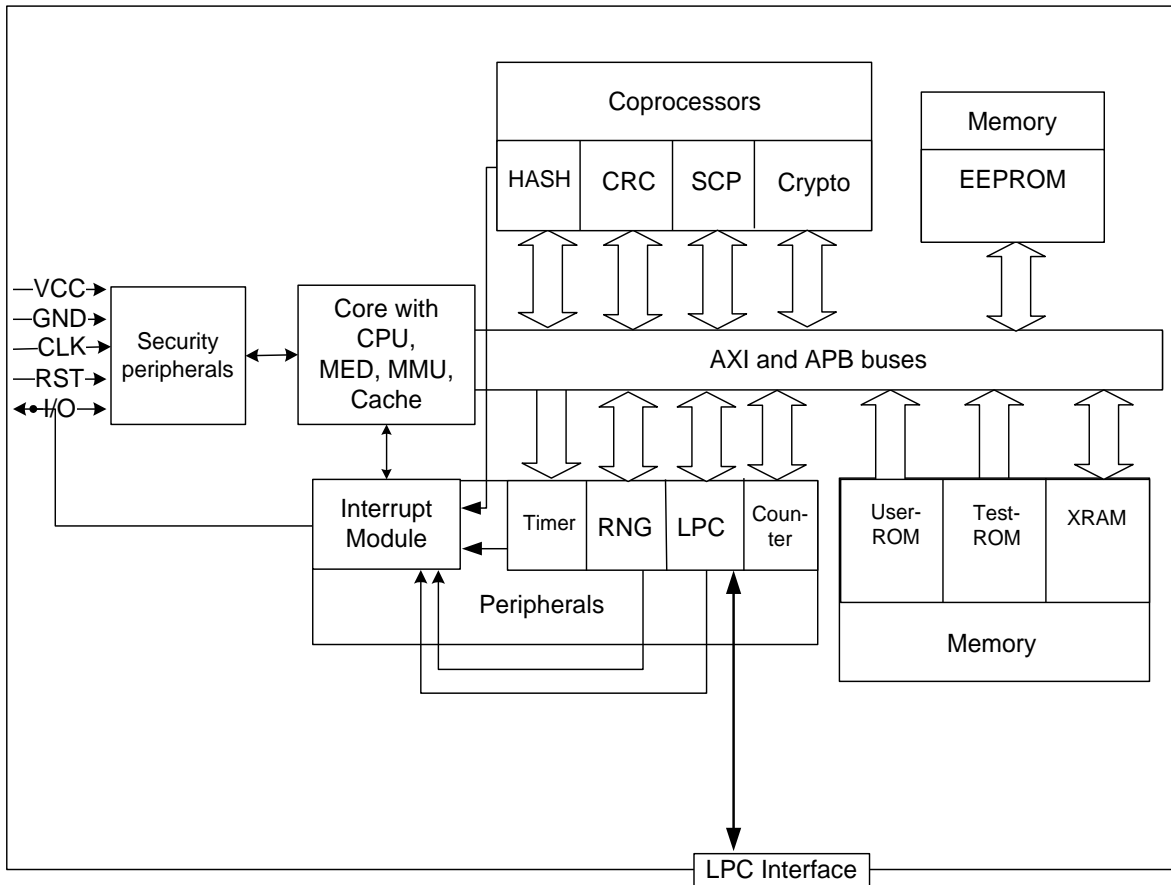 Coprocessors
HASH
CRC
SCP
Crypto
Memory
EEPROM
VCC
GND
CLK
RST
I/O
Security
peripherals
Core with
CPU,
MED, MMU,
Cache
AXI and APB buses
Interrupt
Module
Timer
RNG
LPC
Coun-
ter
Peripherals
User-
ROM
Test-
ROM
XRAM
Memory
LPC Interface